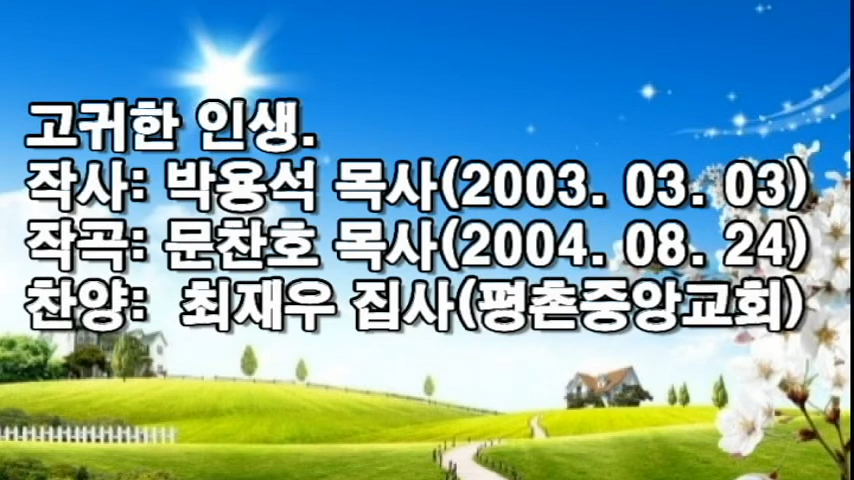 고귀한 인생.
작사: 박용석 목사(2003. 03. 03)
작곡: 문찬호 목사(2004. 08. 24)
찬양: 최재우 집사(평촌중앙교회)